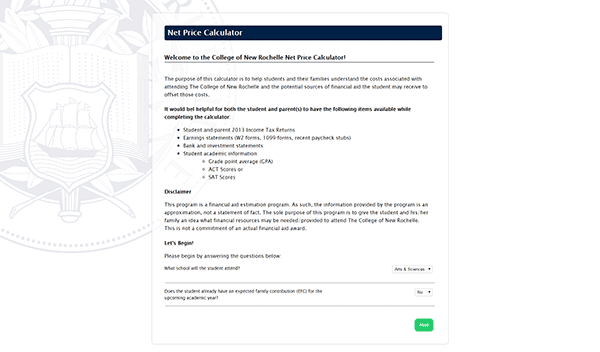 Net Price Calculator
Welcome to the College of New Rochelle Net Price Calculator!
The purpose of this calculator is to help students and their families understand the costs associated with
attending The College of New Rochelle and the potential sources of financial aid the student may receive to
offset those costs.
It would bel helpful for both the student and parent(s) to have the following items available while
completing the calculator:
Student and parent 2013 Income Tax Returns
Earnings statements (W2 forms, 1099-forms, recent paycheck stubs)
Bank and investment statements
Student academic information
Grade point average (GPA)
ACT Scores or
SAT Scores
Disclaimer
This program is a financial aid estimation program. As such, the information provided by the program is an
approximation, not a statement of fact. The sole purpose of this program is to give the student and his/her
family an idea what financial resources may be needed/provided to attend The College of New Rochelle.
This is not a commitment of an actual financial aid award.
Let's Begin!
Please begin by answering the questions below:
What school will the student attend?
Arts & Sciences
Does the student already have an expected family contribution (EFC) for the
upcoming academic year?
No
Next